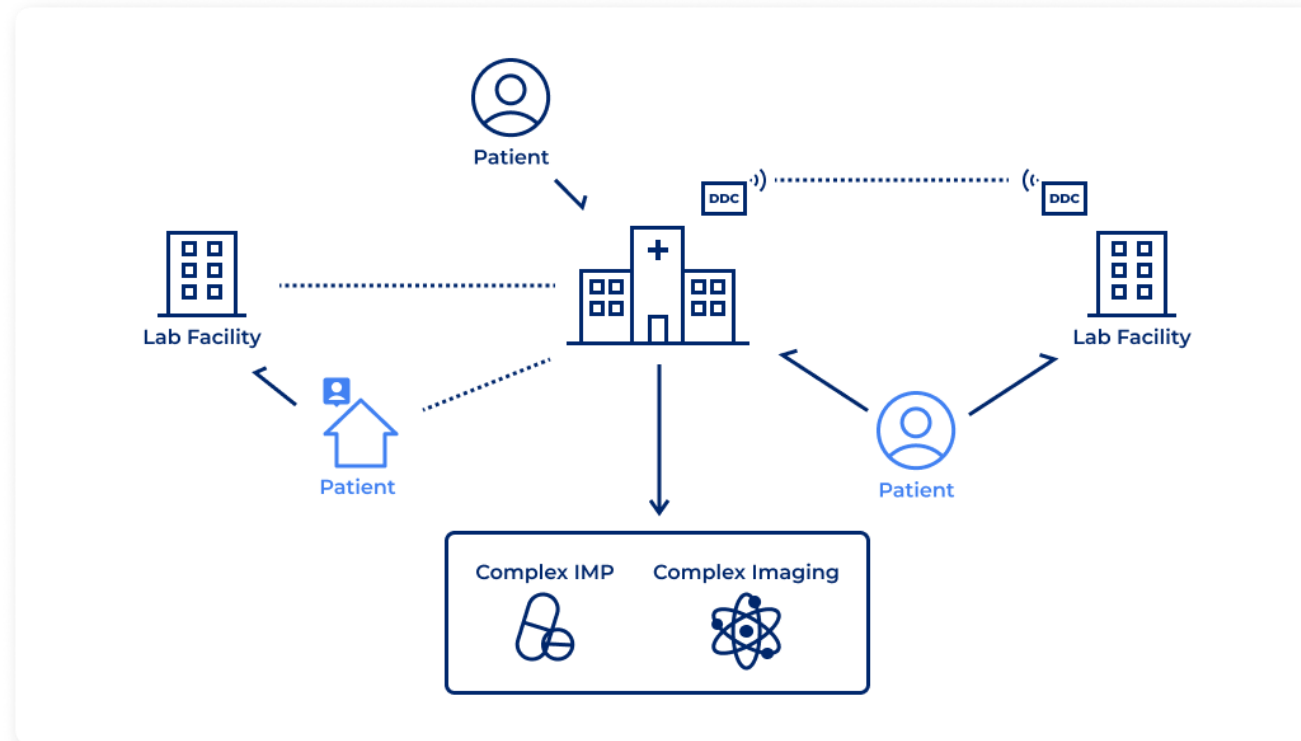 Patient
DDC
DDC
Lab Facility
Lab Facility
Patient
Patient
Complex IMP
Complex Imaging